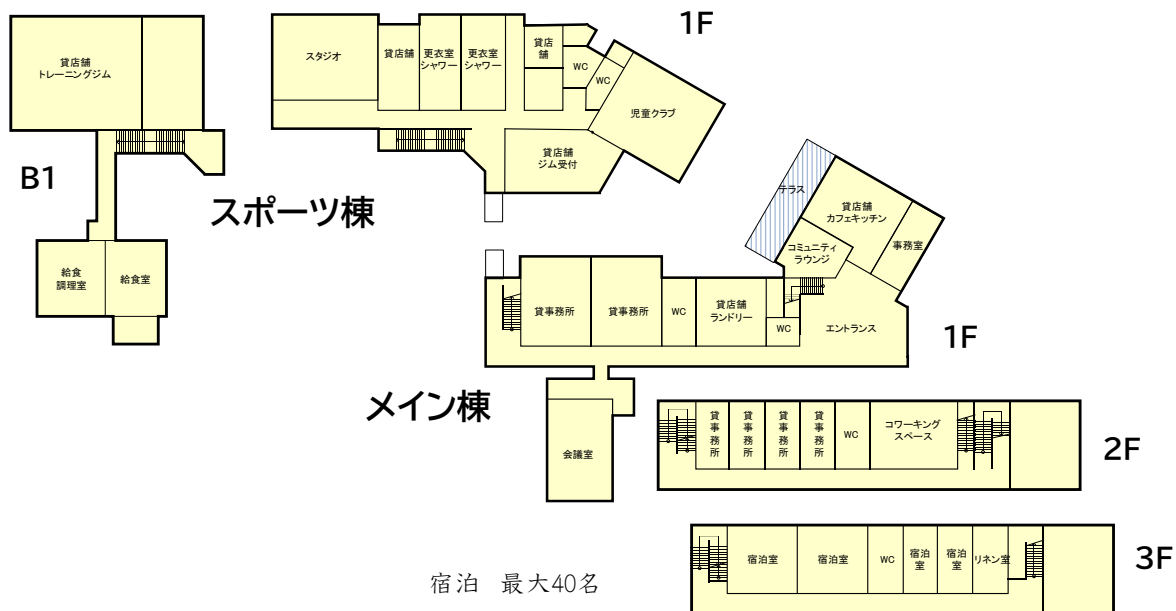 1F
貸店舗
トレーニングジム
B1
スタジオ
貸店舗
更衣室
シャワー
更衣室
シャワー
貸店
舗
WC
WC
児童クラブ
貸店舗
ジム受付
スポーツ棟
給食
調理室
給食室
テラス
貸店舗
カフェキッチン
事務室
コミュニティ
ラウンジ
貸事務所
貸事務所
WC
貸店舗
ランドリー
WC
エントランス
1F
メイン棟
会議室
貸事務所
貸事務所
貸事務所
貸事務所
WC
コワーキング
スペース
2F
宿泊室
宿泊室
WC
宿泊
室
宿泊
室
リネン室
3F
宿泊 最大40名